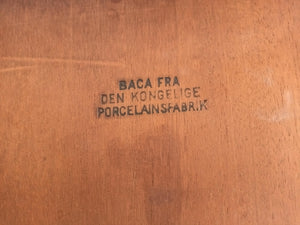 BACA FRA
DEN KONGELIGE
PORCELAINSFABRIK